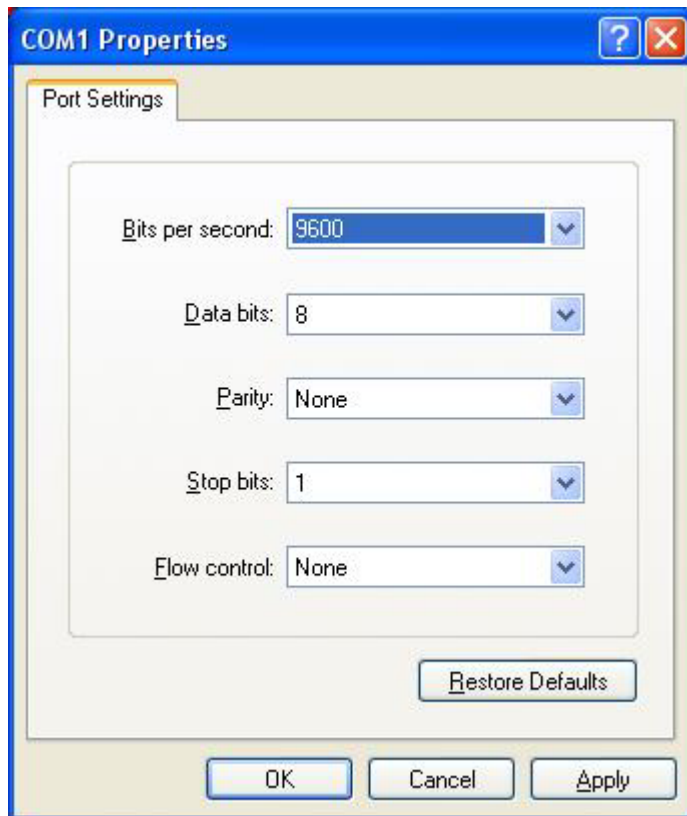 COM1 Properties
Port Settings
Bits per second: 9600
Data bits: 8
Parity: None
Stop bits: 1
Flow control: None
Restore Defaults
OK Cancel Apply